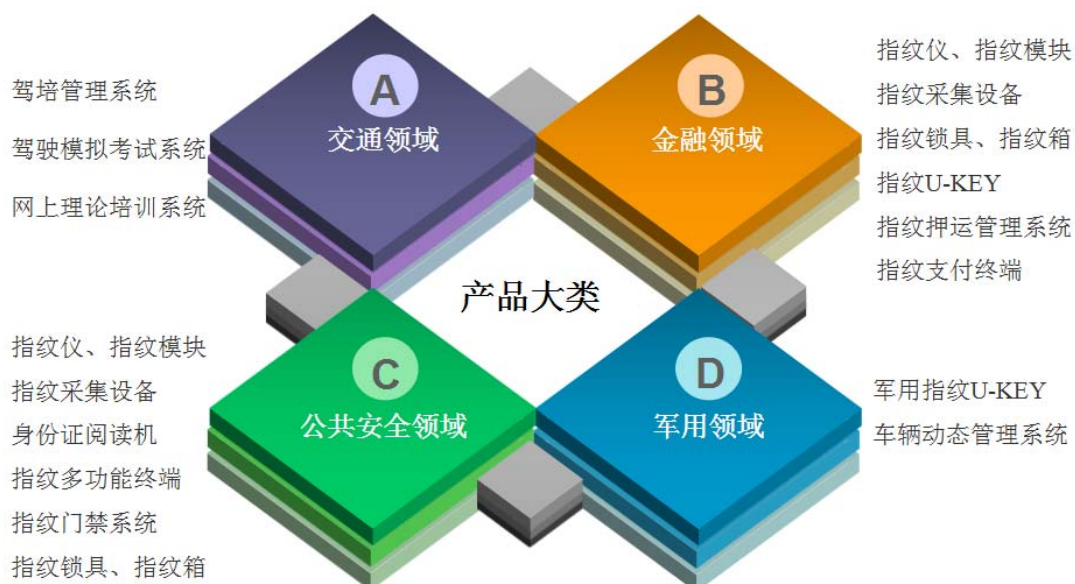 A
交通领域
驾培管理系统
驾驶模拟考试系统
网上理论培训系统
B
金融领域
指纹仪、指纹模块
指纹采集设备
指纹锁具、指纹箱
指纹U-KEY
指纹押运管理系统
指纹支付终端
产品大类
C
公共安全领域
指纹仪、指纹模块
指纹采集设备
身份证阅读机
指纹多功能终端
指纹门禁系统
指纹锁具、指纹箱
D
军用领域
军用指纹U-KEY
车辆动态管理系统